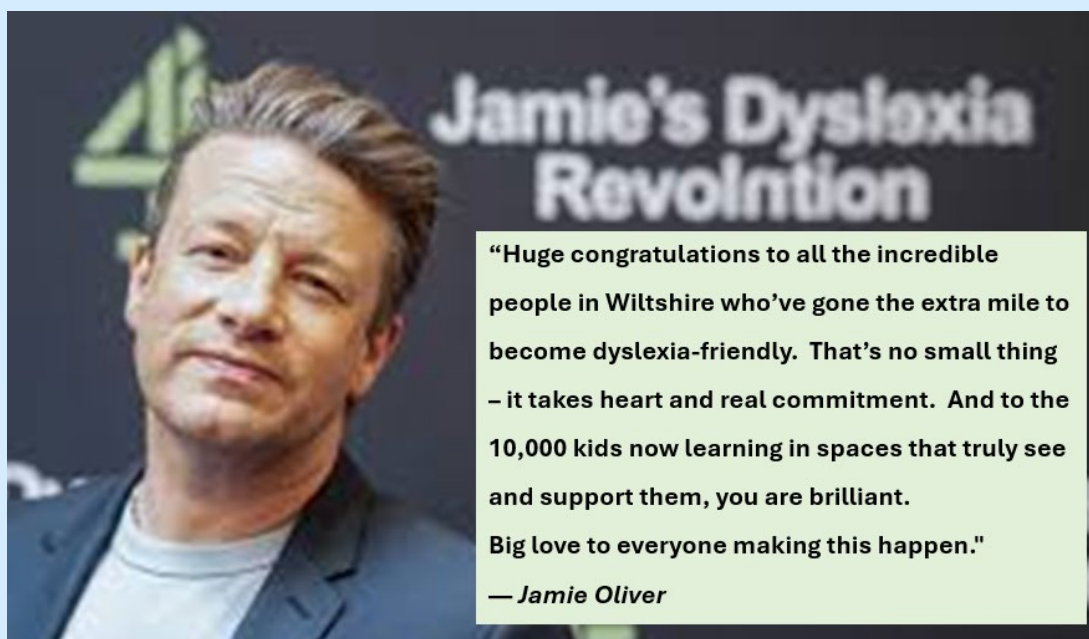 Jamie's Dyslexia
Revolntion
“Huge congratulations to all the incredible
people in Wiltshire who’ve gone the extra mile to
become dyslexia-friendly.  That’s no small thing
– it takes heart and real commitment.  And to the
10,000 kids now learning in spaces that truly see
and support them, you are brilliant.
Big love to everyone making this happen."
— Jamie Oliver